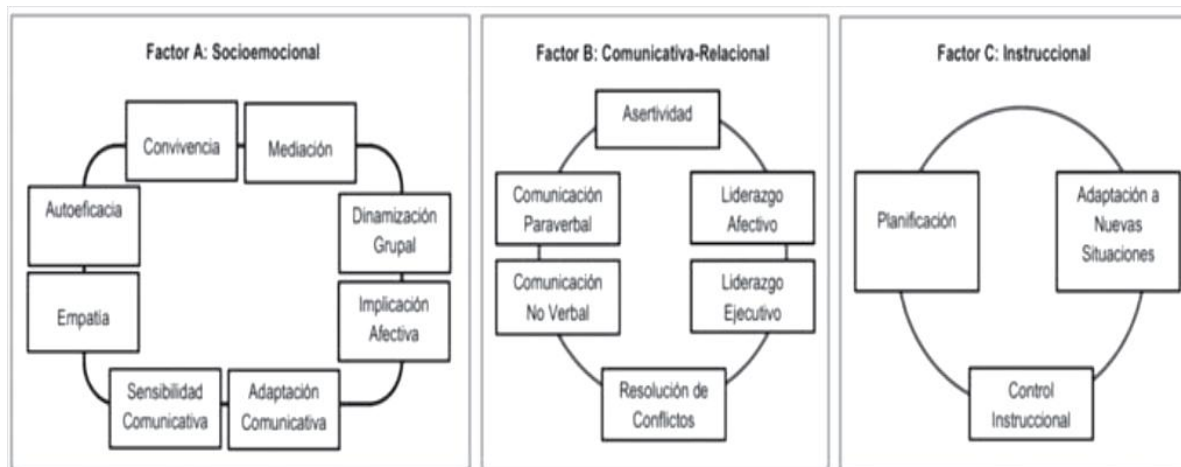 Factor A: Socioemocional
Convivencia
Mediación
Autoeficacia
Dinamización
Grupal
Empatía
Implicación
Afectiva
Sensibilidad
Comunicativa
Adaptación
Comunicativa
Factor B: Comunicativa-Relacional
Asertividad
Comunicación
Paraverbal
Liderazgo
Afectivo
Comunicación
No Verbal
Liderazgo
Ejecutivo
Resolución de
Conflictos
Factor C: Instruccional
Planificación
Adaptación a
Nuevas
Situaciones
Control
Instruccional